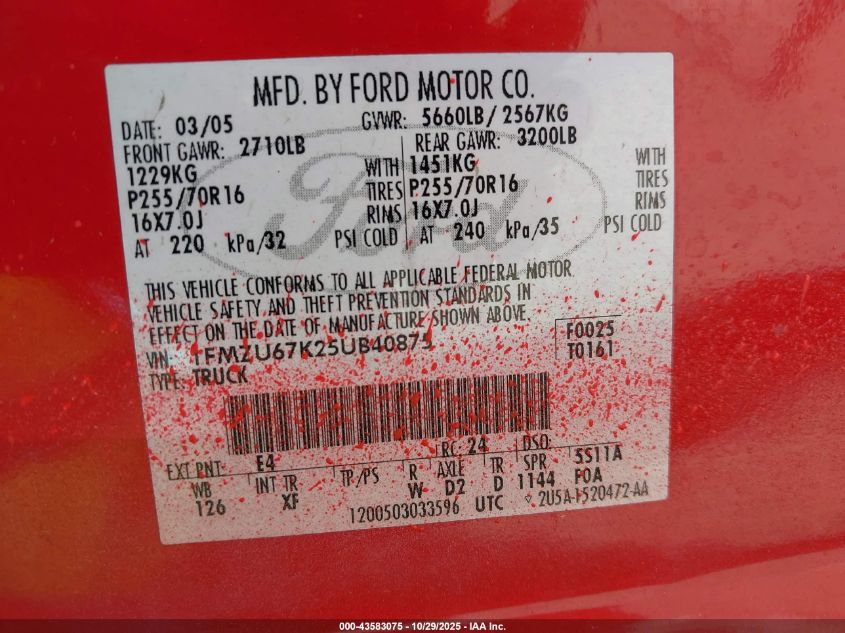 MFD. BY FORD MOTOR CO.
DATE: 03/05 GVWR: 5660LB/ 2567KG
FRONT GAWR: 2710LB REAR GAWR: 3200LB
1229KG WITH 1451KG WITH
P255/70R16 TIRES P255/70R16 TIRES
16X7.0J RIMS 16X7.0J RIMS
AT 220 kPa/32 PSI COLD AT 240 kPa/35 PSI COLD
Ford
THIS VEHICLE CONFORMS TO ALL APPLICABLE FEDERAL MOTOR
VEHICLE SAFETY AND THEFT PREVENTION STANDARDS IN
EFFECT ON THE DATE OF MANUFACTURE SHOWN ABOVE.
VIN: 1FMZU67K25UB40875 F0025
TYPE: TRUCK T0161
EXT PNT: E4 RC: 24 DSO:
WB INT TR TP/PS R AXLE TR SPR 5S11A
126 XF W D2 D 1144 F0A
1200503033596 UTC 2U5A-1520472-AA
000-43583075 - 10/29/2025 - IAA Inc.